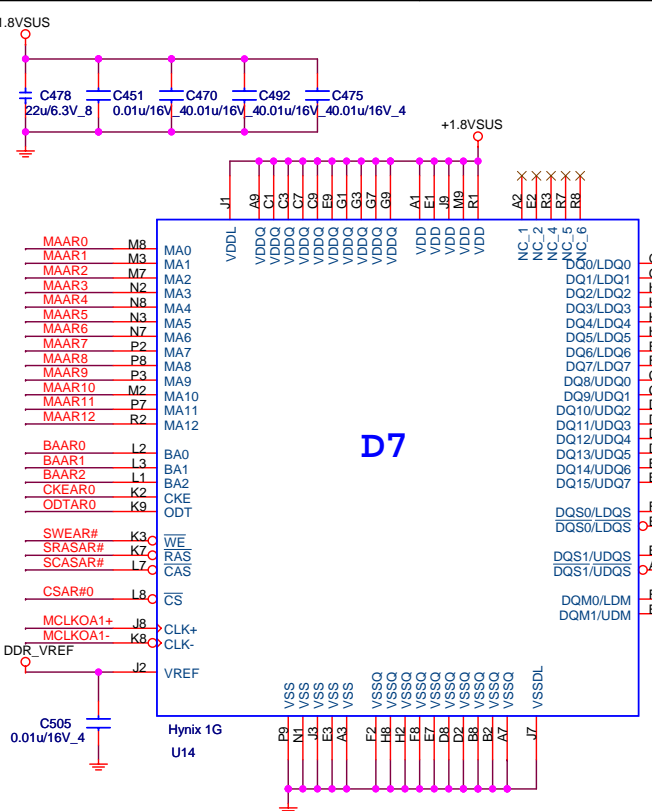 1.8VSUS
C478 C451 C470 C492 C475
22u/6.3V_8 0.01u/16V_4 0.01u/16V_4 0.01u/16V_4 0.01u/16V_4
+1.8VSUS
J1 A9 C1 C3 C7 C9 E9 G1 G3 G7 G9 A1 E1 J9 M9 R1 A2 E2 R3 R7 R8
VDDL VDDQ VDDQ VDDQ VDDQ VDDQ VDDQ VDDQ VDDQ VDDQ VDDQ VDD VDD VDD VDD VDD NC_1 NC_2 NC_4 NC_5 NC_6
MAAR0 M8 MA0 DQ0/LDQ0
MAAR1 M3 MA1 DQ1/LDQ1
MAAR2 M7 MA2 DQ2/LDQ2
MAAR3 N2 MA3 DQ3/LDQ3
MAAR4 N8 MA4 DQ4/LDQ4
MAAR5 N3 MA5 DQ5/LDQ5
MAAR6 N7 MA6 DQ6/LDQ6
MAAR7 P2 MA7 DQ7/LDQ7
MAAR8 P8 MA8 DQ8/UDQ0
MAAR9 P3 MA9 DQ9/UDQ1
MAAR10 M2 MA10 DQ10/UDQ2
MAAR11 P7 MA11 DQ11/UDQ3
MAAR12 R2 MA12 DQ12/UDQ4
DQ13/UDQ5
DQ14/UDQ6
DQ15/UDQ7
D7
BAAR0 L2 BA0
BAAR1 L3 BA1
BAAR2 L1 BA2
CKEAR0 K2 CKE
ODTAR0 K9 ODT
DQS0/LDQS
DQS0/LDQS
SWEAR# K3 WE
SRASAR# K7 RAS DQS1/UDQS
SCASAR# L7 CAS DQS1/UDQS
CSAR#0 L8 CS DQM0/LDM
DQM1/UDM
MCLKOA1+ J8 CLK+
MCLKOA1- K8 CLK-
DDR_VREF J2 VREF
VSS VSS VSS VSS VSS VSSQ VSSQ VSSQ VSSQ VSSQ VSSQ VSSQ VSSQ VSSQ VSSQ VSSDL
C505
0.01u/16V_4
Hynix 1G
U14
P9 N1 J3 E3 A3 F2 H8 H2 F8 E7 D8 D2 B8 B2 A7 J7